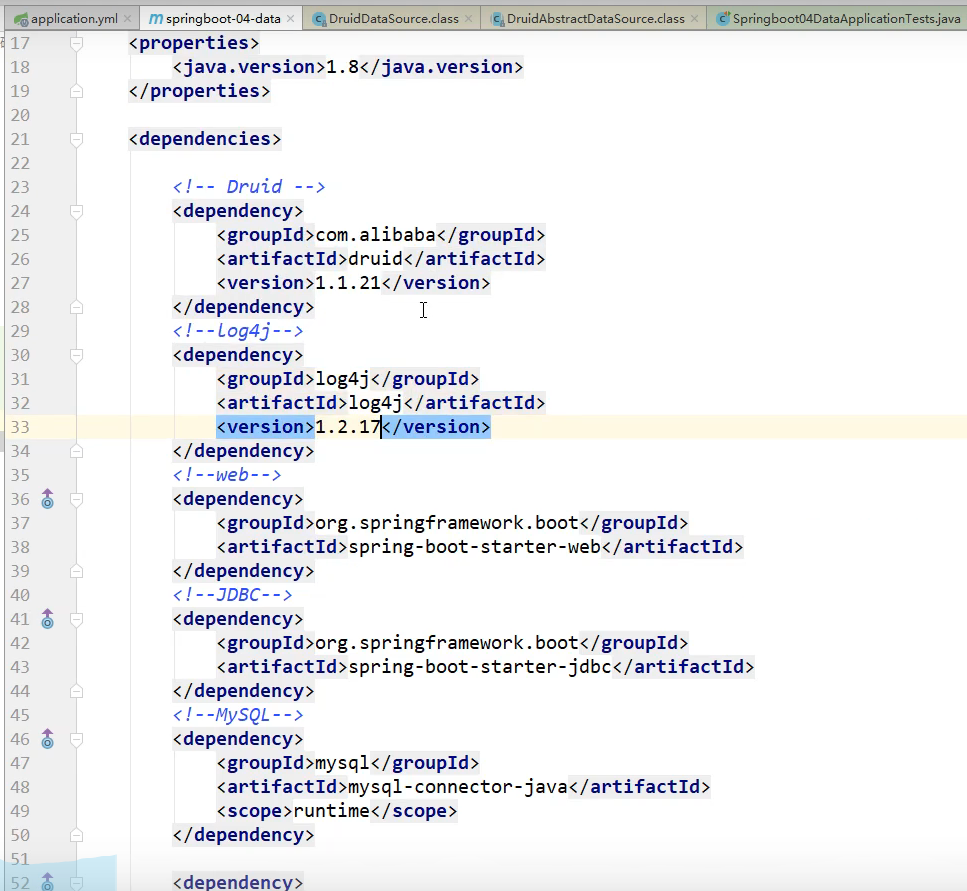 application.yml × springboot-04-data × DruidDataSource.class × DruidAbstractDataSource.class × Springboot04DataApplicationTests.java
17 <properties>
18 <java.version>1.8</java.version>
19 </properties>
20
21 <dependencies>
22
23 <!-- Druid -->
24 <dependency>
25 <groupId>com.alibaba</groupId>
26 <artifactId>druid</artifactId>
27 <version>1.1.21</version>
28 </dependency>
29 <!--log4j-->
30 <dependency>
31 <groupId>log4j</groupId>
32 <artifactId>log4j</artifactId>
33 <version>1.2.17</version>
34 </dependency>
35 <!--web-->
36 <dependency>
37 <groupId>org.springframework.boot</groupId>
38 <artifactId>spring-boot-starter-web</artifactId>
39 </dependency>
40 <!--JDBC-->
41 <dependency>
42 <groupId>org.springframework.boot</groupId>
43 <artifactId>spring-boot-starter-jdbc</artifactId>
44 </dependency>
45 <!--MySQL-->
46 <dependency>
47 <groupId>mysql</groupId>
48 <artifactId>mysql-connector-java</artifactId>
49 <scope>runtime</scope>
50 </dependency>
51
52 <dependency>